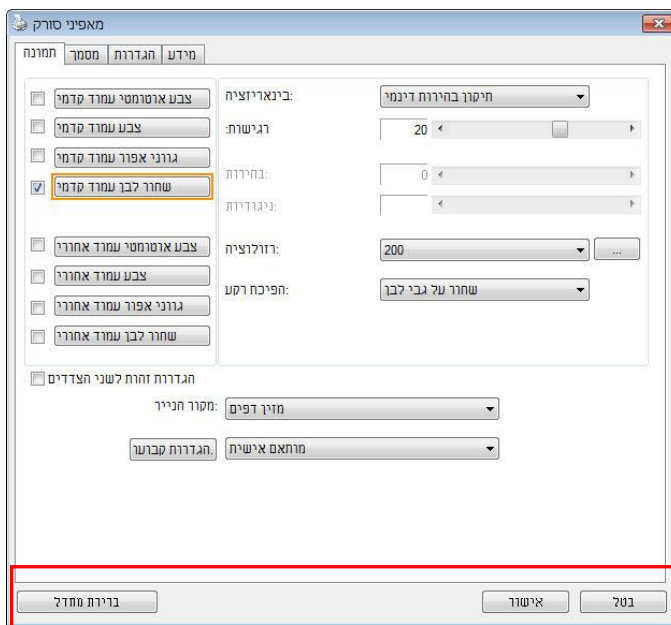 מאפיני סורק
תמונה מסמך הגדרות מידע
צבע אוטומטי עמוד קדמי
צבע עמוד קדמי
גווני אפור עמוד קדמי
שחור לבן עמוד קדמי
צבע אוטומטי עמוד אחורי
צבע עמוד אחורי
גווני אפור עמוד אחורי
שחור לבן עמוד אחורי
בינאריזציה: תיקון בהירות דינמי
רגישות: 20
בהירות: 0
ניגודיות:
רזולוציה: 200 ...
הפיכת רקע: שחור על גבי לבן
הגדרות זהות לשני הצדדים
מקור הנייר: מזין דפים
הגדרות קבועו. מותאם אישית
ברירת מחדל אישור בטל